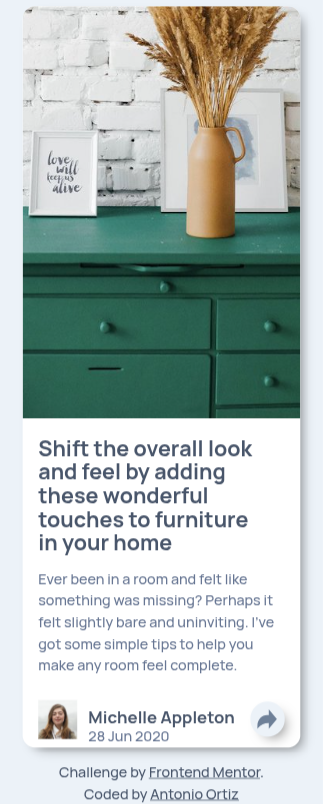 love
will
keep us
alive
Shift the overall look
and feel by adding
these wonderful
touches to furniture
in your home
Ever been in a room and felt like
something was missing? Perhaps it
felt slightly bare and uninviting. I've
got some simple tips to help you
make any room feel complete.
Michelle Appleton
28 Jun 2020
Challenge by Frontend Mentor.
Coded by Antonio Ortiz